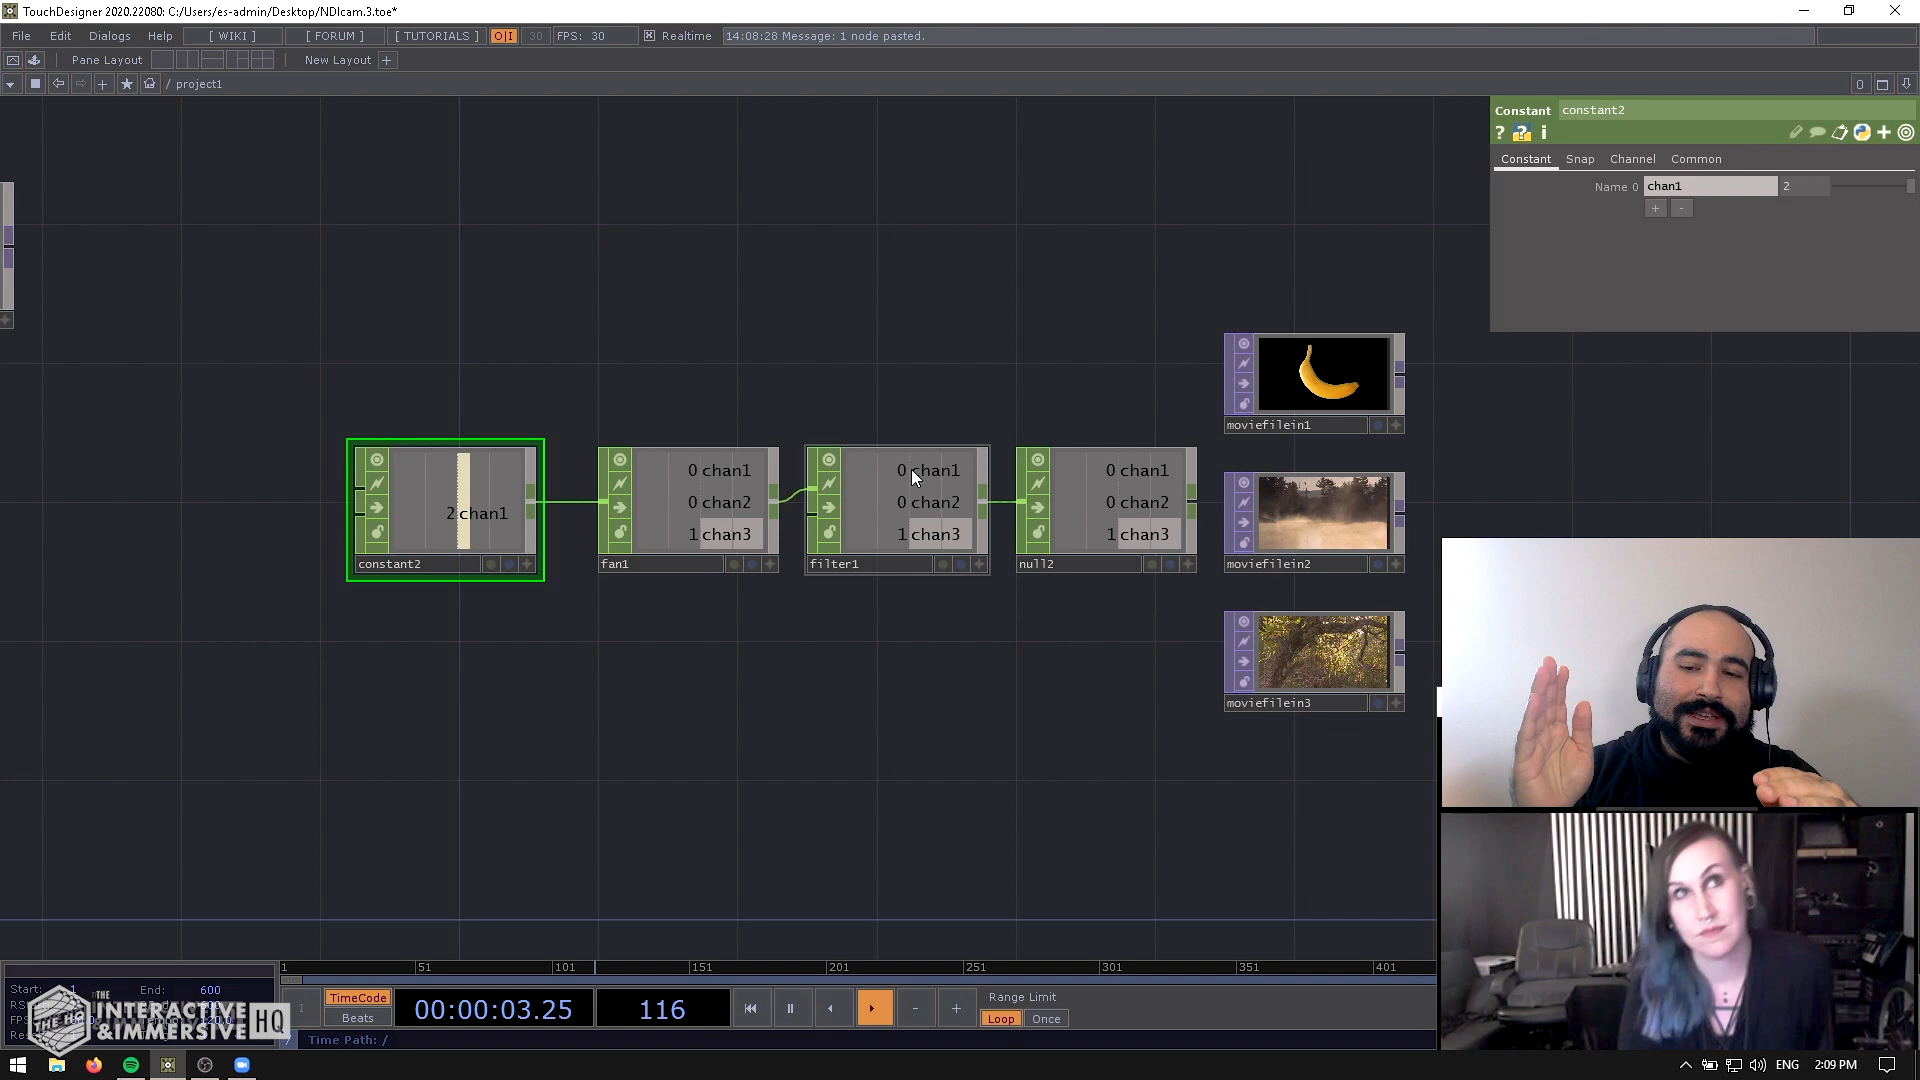 TouchDesigner 2020.22080: C:/Users/es-admin/Desktop/NDIcam.3.toe*
File Edit Dialogs Help [ WIKI ] [ FORUM ] [ TUTORIALS ] O|I 30 FPS: 30 Realtime 14:08:28 Message: 1 node pasted.
Pane Layout New Layout +
/ project1 0
Constant constant2
? ? i
Constant Snap Channel Common
Name 0 chan1 2
+ -
moviefilein1
2 chan1
constant2
0 chan1
0 chan2
1 chan3
fan1
0 chan1
0 chan2
1 chan3
filter1
0 chan1
0 chan2
1 chan3
null2
moviefilein2
moviefilein3
1 51 101 151 201 251 301 351 401
Start: 1 End: 600
THE INTERACTIVE
& IMMERSIVE HQ
THE HQ
TimeCode
Beats
00:00:03.25
116
- +
Range Limit
Loop Once
/ Time Path: /
ENG 2:09 PM